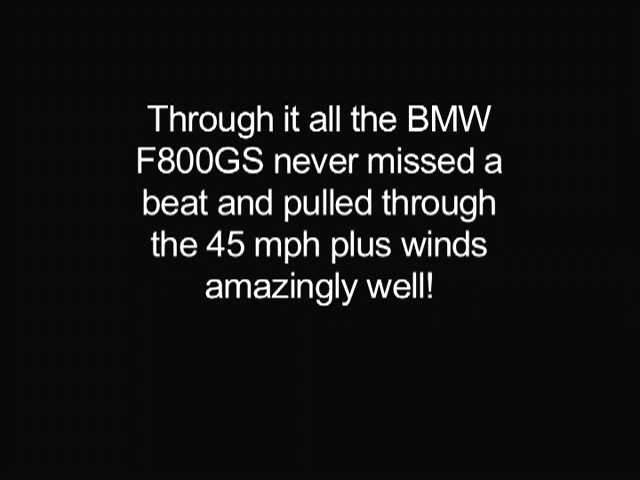 Through it all the BMW
F800GS never missed a
beat and pulled through
the 45 mph plus winds
amazingly well!